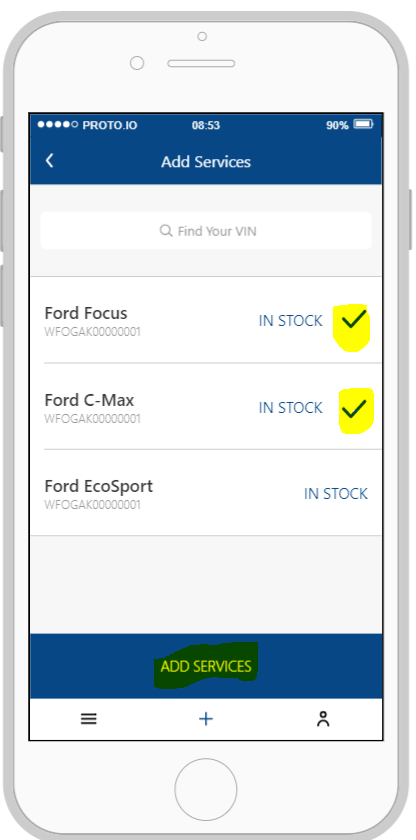 PROTO.IO 08:53 90%
Add Services
Find Your VIN
Ford Focus
IN STOCK
WFOGAK00000001
Ford C-Max
IN STOCK
WFOGAK00000001
Ford EcoSport
IN STOCK
WFOGAK00000001
ADD SERVICES